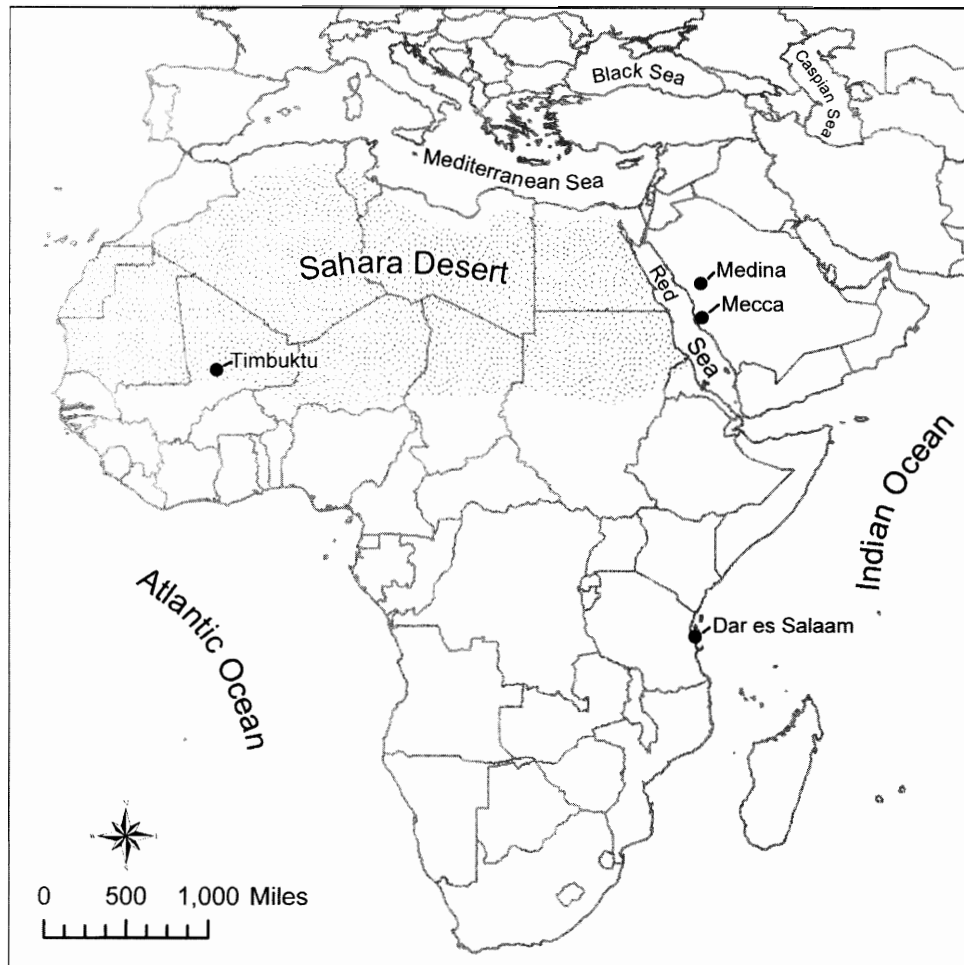 Black Sea
Caspian Sea
Mediterranean Sea
Sahara Desert
Red Sea
Medina
Mecca
Timbuktu
Indian Ocean
Atlantic Ocean
Dar es Salaam
0 500 1,000 Miles